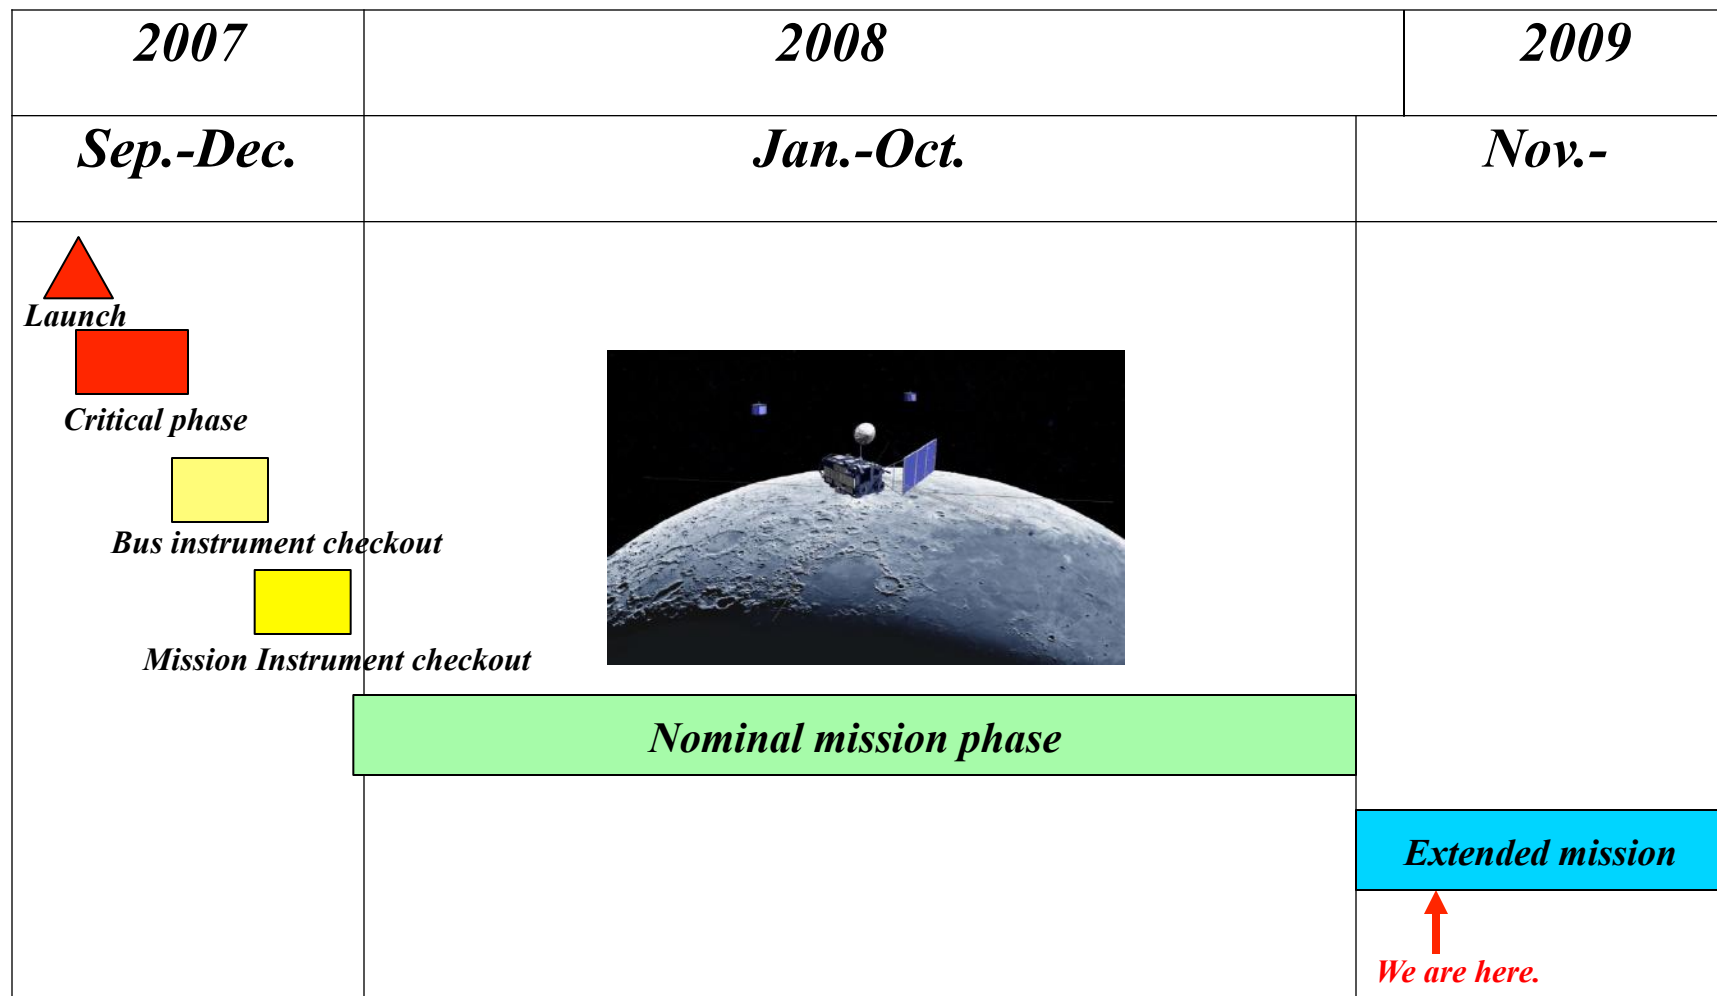 2007
2008
2009
Sep.-Dec.
Jan.-Oct.
Nov.-
Launch
Critical phase
Bus instrument checkout
Mission Instrument checkout
Nominal mission phase
Extended mission
We are here.